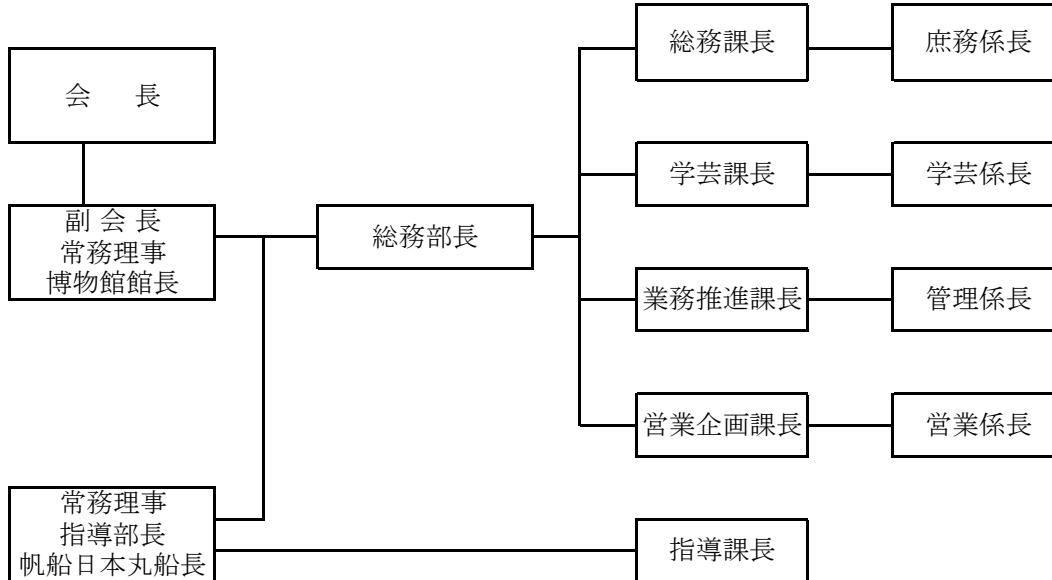 会　長
副 会 長
常務理事
博物館館長
総務部長
総務課長
庶務係長
学芸課長
学芸係長
業務推進課長
管理係長
営業企画課長
営業係長
常務理事
指導部長
帆船日本丸船長
指導課長